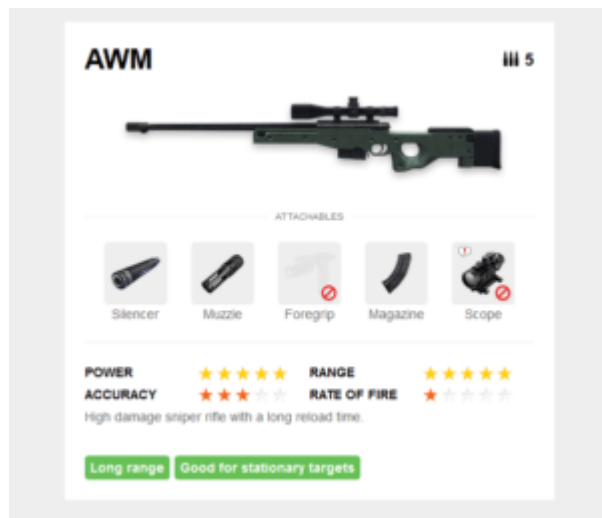 AWM 5
ATTACHABLES
Silencer Muzzle Foregrip Magazine Scope
POWER RANGE
ACCURACY RATE OF FIRE
High damage sniper rifle with a long reload time.
Long range Good for stationary targets